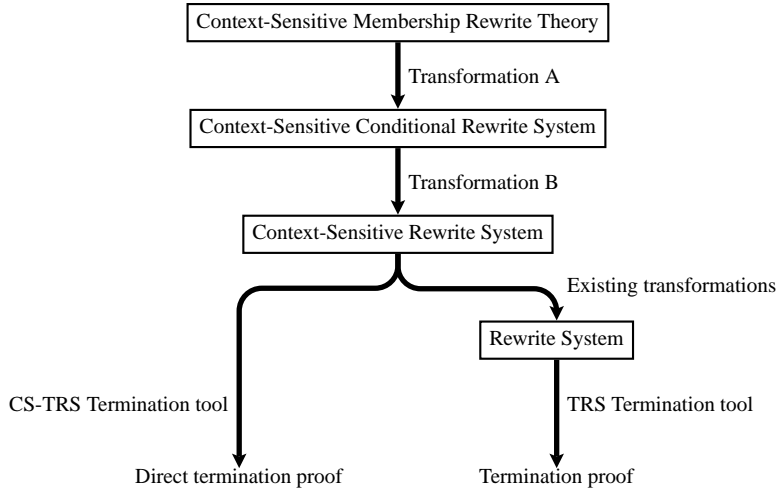 Context-Sensitive Membership Rewrite Theory
Transformation A
Context-Sensitive Conditional Rewrite System
Transformation B
Context-Sensitive Rewrite System
Existing transformations
Rewrite System
CS-TRS Termination tool
TRS Termination tool
Direct termination proof
Termination proof